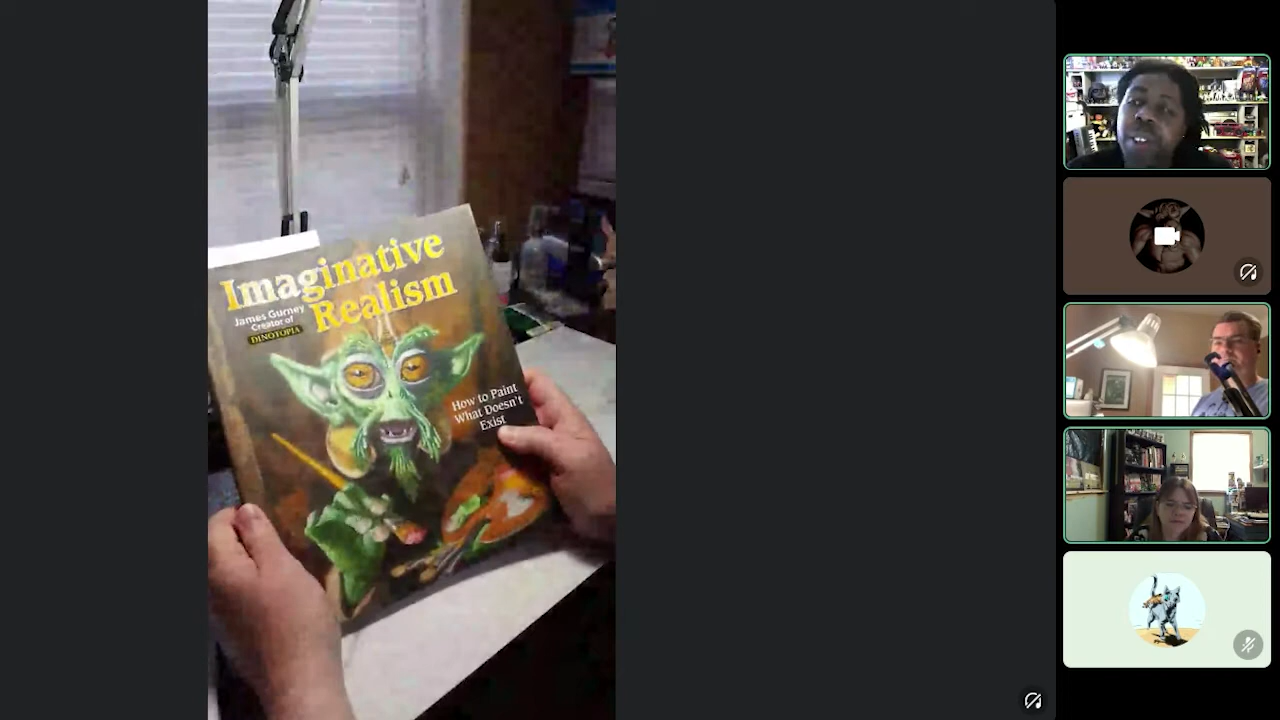 Imaginative
Realism
James Gurney
Creator of
DINOTOPIA
How to Paint
What Doesn't
Exist